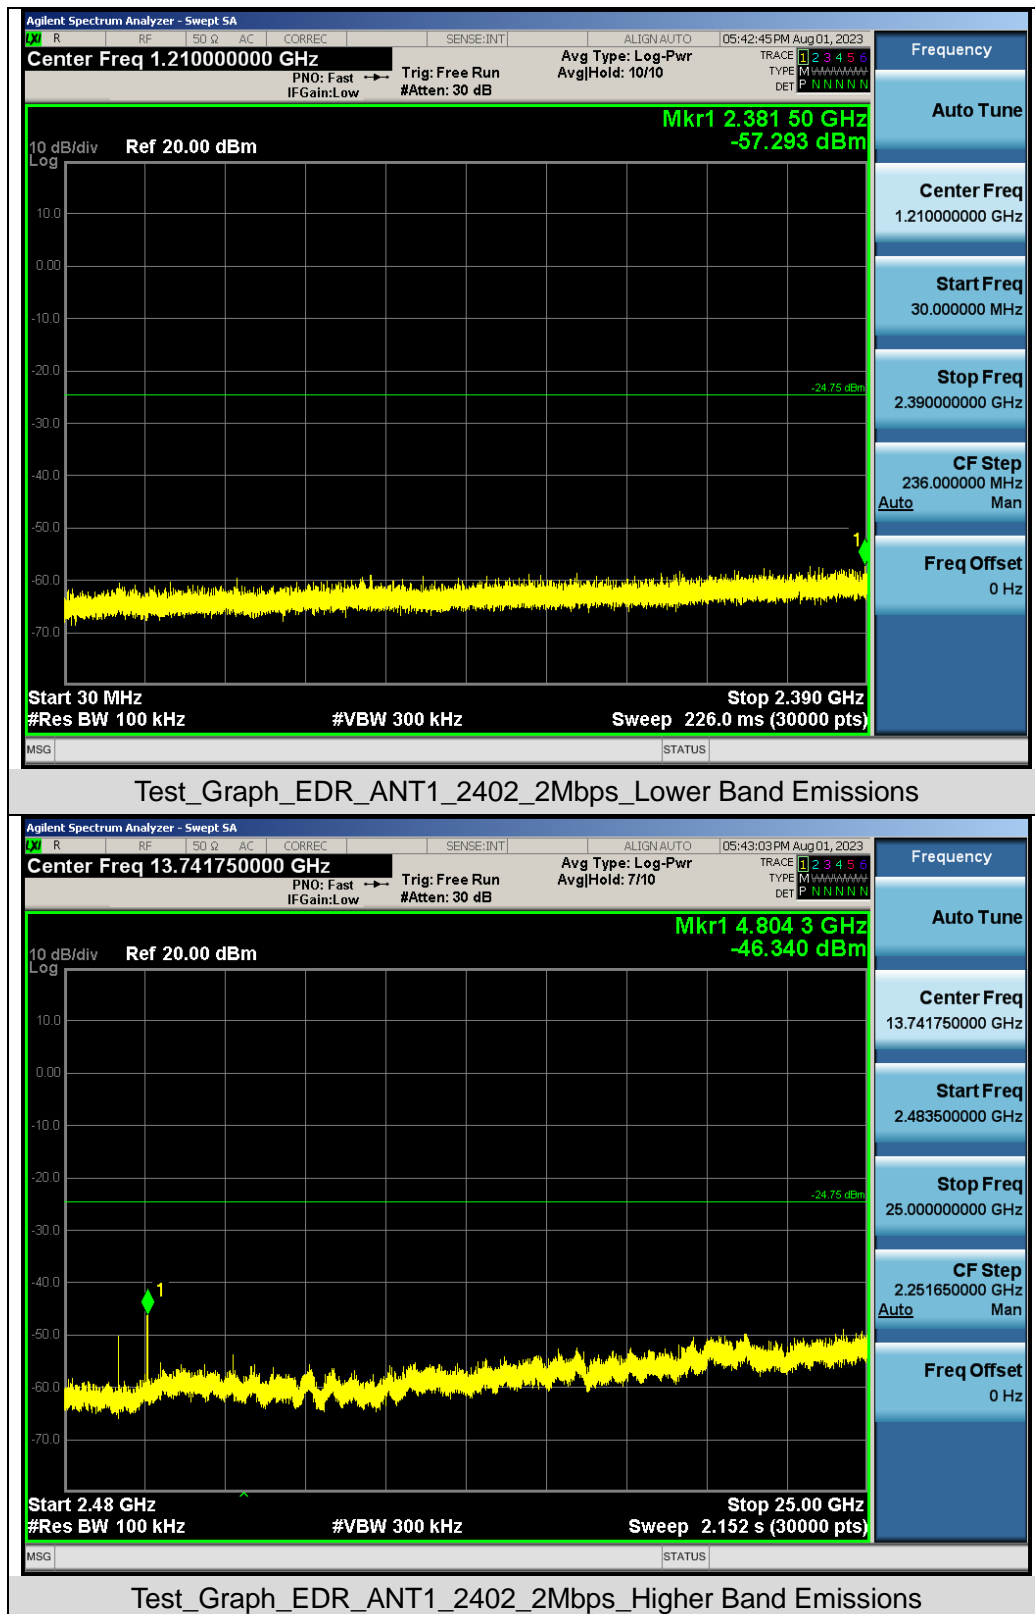 Agilent Spectrum Analyzer - Swept SA
LXI R RF 50 Ω AC CORREC SENSE:INT ALIGN AUTO 05:42:45 PM Aug 01, 2023
Center Freq 1.210000000 GHz
PNO: Fast
IFGain:Low
Trig: Free Run
#Atten: 30 dB
Avg Type: Log-Pwr
Avg|Hold: 10/10
TRACE 1 2 3 4 5 6
TYPE M
DET P N N N N N
Mkr1 2.381 50 GHz
-57.293 dBm
10 dB/div
Log
Ref 20.00 dBm
10.0
0.00
-10.0
-20.0
-24.75 dBm
-30.0
-40.0
-50.0
1
-60.0
-70.0
Start 30 MHz
Stop 2.390 GHz
#Res BW 100 kHz
#VBW 300 kHz
Sweep 226.0 ms (30000 pts)
MSG
STATUS
Frequency
Auto Tune
Center Freq
1.210000000 GHz
Start Freq
30.000000 MHz
Stop Freq
2.390000000 GHz
CF Step
236.000000 MHz
Auto Man
Freq Offset
0 Hz
Test_Graph_EDR_ANT1_2402_2Mbps_Lower Band Emissions
Agilent Spectrum Analyzer - Swept SA
LXI R RF 50 Ω AC CORREC SENSE:INT ALIGN AUTO 05:43:03 PM Aug 01, 2023
Center Freq 13.741750000 GHz
PNO: Fast
IFGain:Low
Trig: Free Run
#Atten: 30 dB
Avg Type: Log-Pwr
Avg|Hold: 7/10
TRACE 1 2 3 4 5 6
TYPE M
DET P N N N N N
Mkr1 4.804 3 GHz
-46.340 dBm
10 dB/div
Log
Ref 20.00 dBm
10.0
0.00
-10.0
-20.0
-24.75 dBm
-30.0
-40.0
1
-50.0
-60.0
-70.0
Start 2.48 GHz
Stop 25.00 GHz
#Res BW 100 kHz
#VBW 300 kHz
Sweep 2.152 s (30000 pts)
MSG
STATUS
Frequency
Auto Tune
Center Freq
13.741750000 GHz
Start Freq
2.483500000 GHz
Stop Freq
25.000000000 GHz
CF Step
2.251650000 GHz
Auto Man
Freq Offset
0 Hz
Test_Graph_EDR_ANT1_2402_2Mbps_Higher Band Emissions